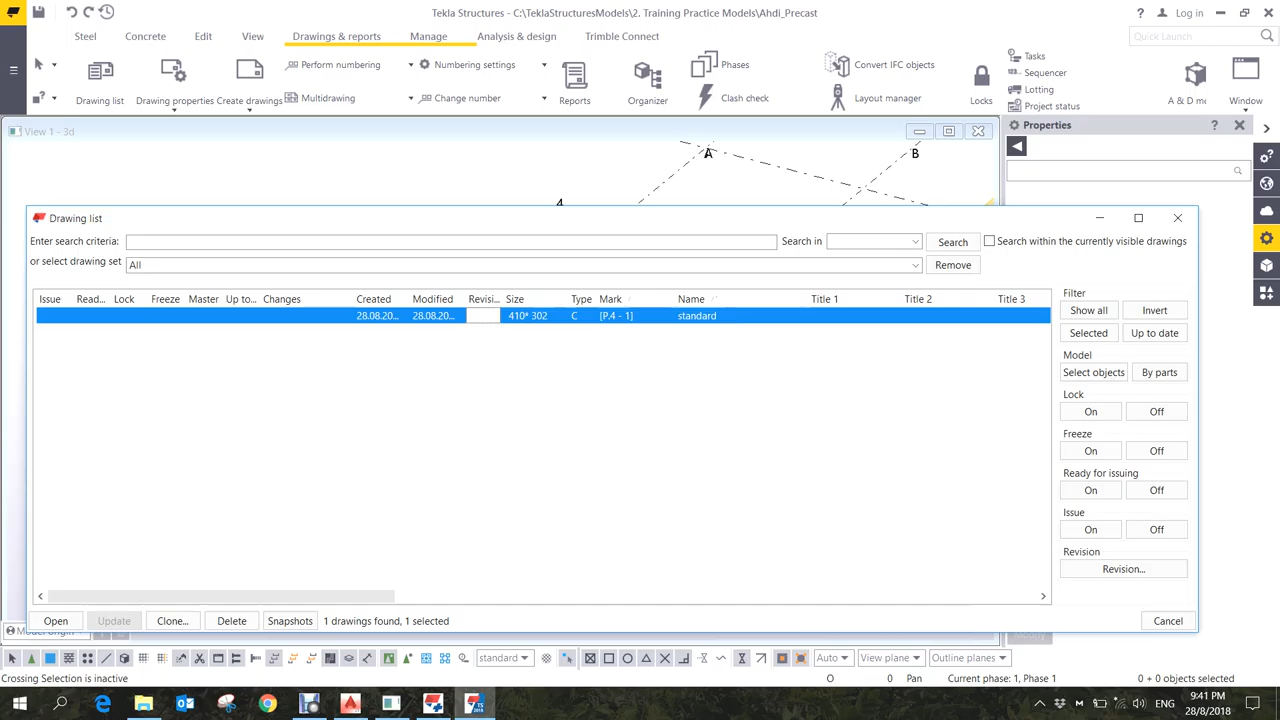 Tekla Structures - C:\TeklaStructuresModels\2. Training Practice Models\Ahdi_Precast
? Log in
Steel Concrete Edit View Drawings & reports Manage Analysis & design Trimble Connect
Quick Launch
Drawing list
Drawing properties
Create drawings
Perform numbering
Multidrawing
Numbering settings
Change number
Reports
Organizer
Phases
Clash check
Convert IFC objects
Layout manager
Locks
Tasks
Sequencer
Lotting
Project status
A & D
Window
View 1 - 3d
Properties
?
A
B
4
Drawing list
Enter search criteria:
Search in
Search
Search within the currently visible drawings
or select drawing set
All
Remove
Issue Read... Lock Freeze Master Up to... Changes Created Modified Revisi... Size Type Mark Name Title 1 Title 2 Title 3
28.08.20... 28.08.20... 410* 302 C [P.4 - 1] standard
Filter
Show all Invert
Selected Up to date
Model
Select objects By parts
Lock
On Off
Freeze
On Off
Ready for issuing
On Off
Issue
On Off
Revision
Revision...
Open Update Clone... Delete Snapshots 1 drawings found, 1 selected Cancel
standard
Auto
View plane
Outline planes
Crossing Selection is inactive
O 0 Pan Current phase: 1, Phase 1 0 + 0 objects selected
ENG
9:41 PM
28/8/2018